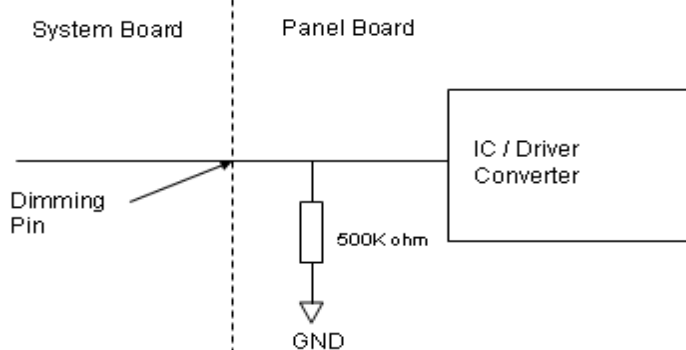 System Board
Panel Board
IC / Driver
Converter
Dimming
Pin
500K ohm
GND